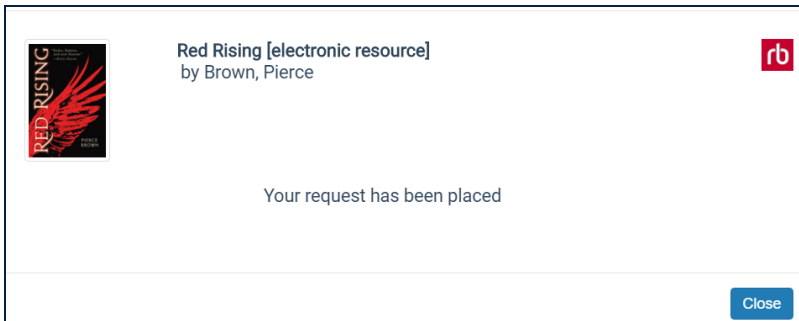 Red Rising [electronic resource]
by Brown, Pierce
rb
RED RISING
PIERCE
BROWN
Your request has been placed
Close